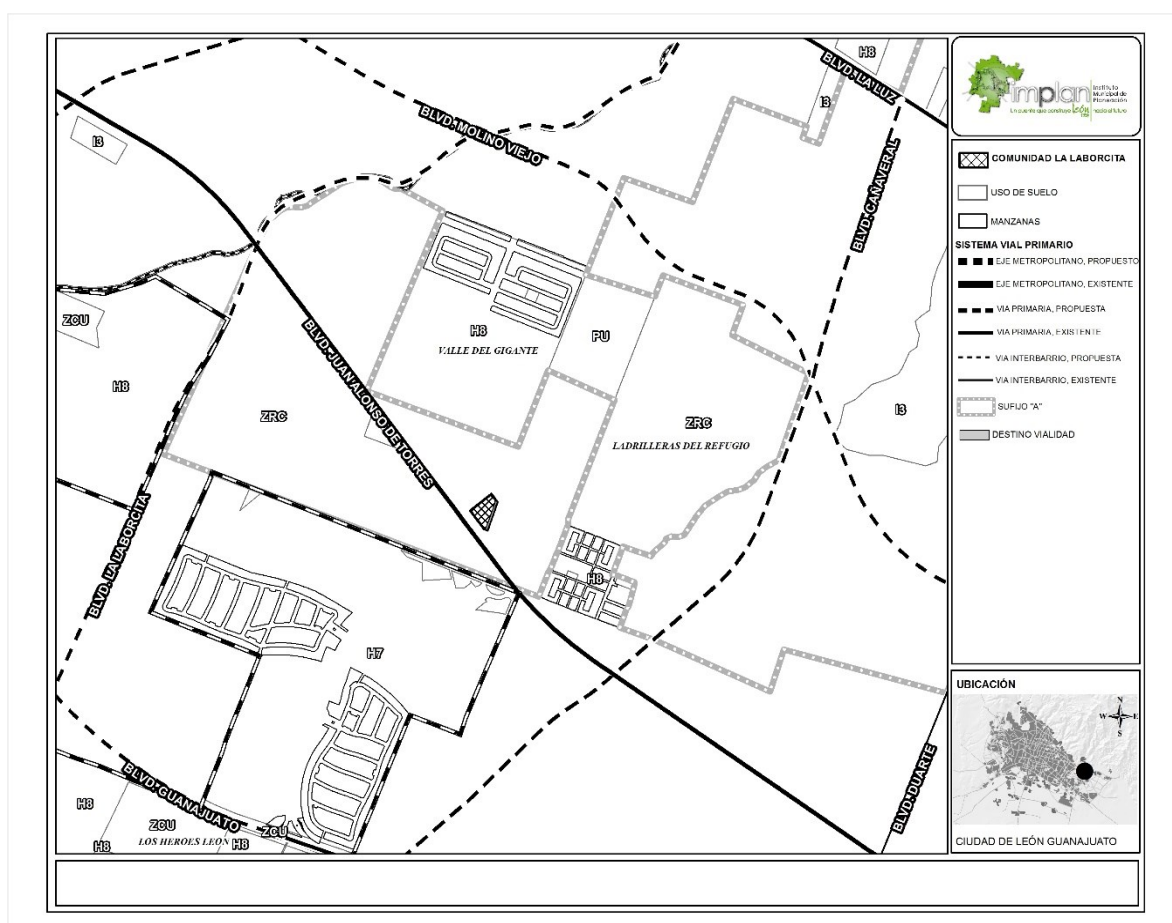 H8
BLVD. LA LUZ
I3
BLVD. MOLINO VIEJO
I3
BLVD. CAÑAVERAL
ZCU
H8
PU
VALLE DEL GIGANTE
BLVD. JUAN ALONSO DE TORRES
H8
ZRC
ZRC
I3
LADRILLERAS DEL REFUGIO
BLVD. LA LABORCITA
H8
H7
BLVD. GUANAJUATO
BLVD. DUARTE
H8
ZCU
ZCU
LOS HEROES LEON
H8
H8
implan
Instituto
Municipal de
Planeación
COMUNIDAD LA LABORCITA
USO DE SUELO
MANZANAS
SISTEMA VIAL PRIMARIO
EJE METROPOLITANO, PROPUESTO
EJE METROPOLITANO, EXISTENTE
VIA PRIMARIA, PROPUESTA
VIA PRIMARIA, EXISTENTE
VIA INTERBARRIO, PROPUESTA
VIA INTERBARRIO, EXISTENTE
SUFIJO "A"
DESTINO VIALIDAD
UBICACIÓN
N
W E
S
CIUDAD DE LEÓN GUANAJUATO